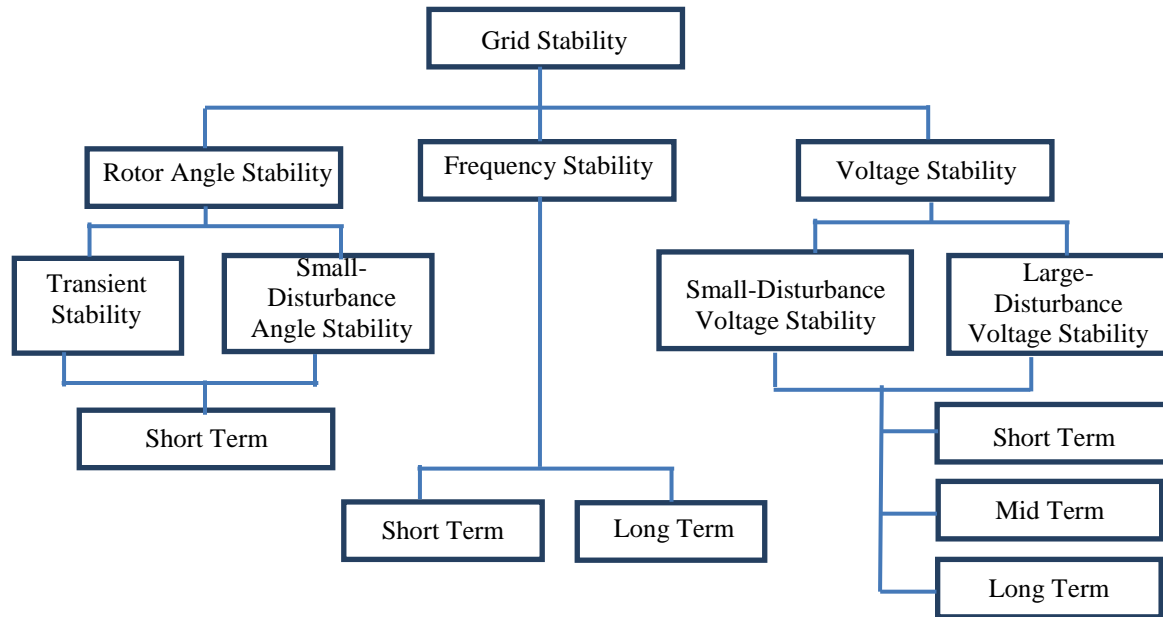 Grid Stability
Rotor Angle Stability
Frequency Stability
Voltage Stability
Transient
Stability
Small-
Disturbance
Angle Stability
Small-Disturbance
Voltage Stability
Large-
Disturbance
Voltage Stability
Short Term
Short Term
Long Term
Short Term
Mid Term
Long Term